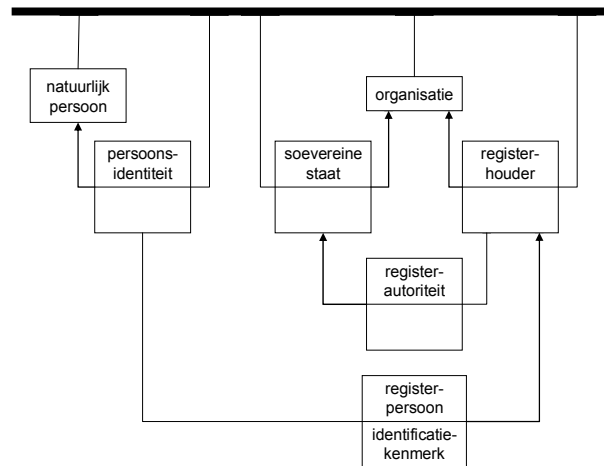 natuurlijk
persoon
organisatie
persoons-
identiteit
soevereine
staat
register-
houder
register-
autoriteit
register-
persoon
identificatie-
kenmerk